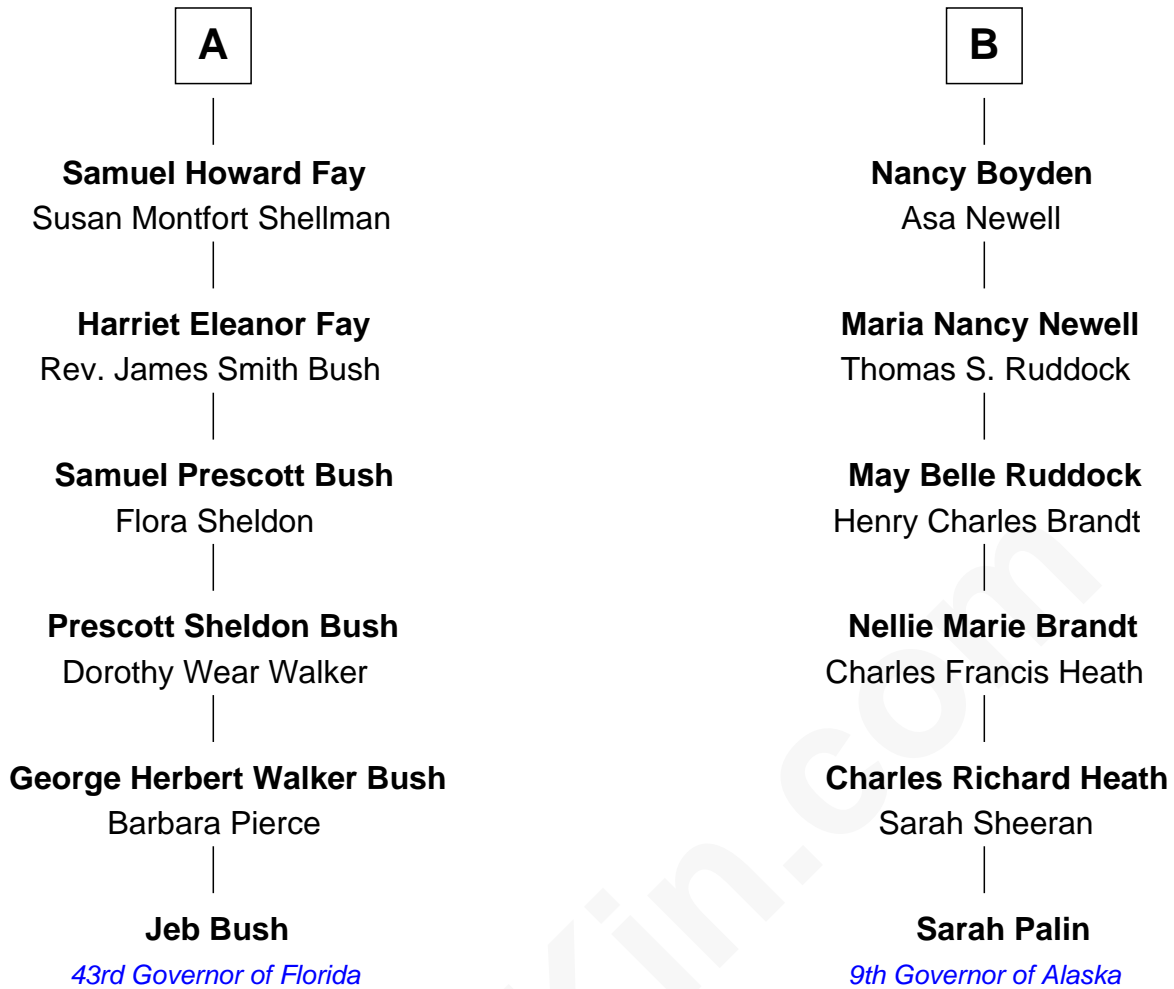 A
Samuel Howard Fay
Susan Montfort Shellman
Harriet Eleanor Fay
Rev. James Smith Bush
Samuel Prescott Bush
Flora Sheldon
Prescott Sheldon Bush
Dorothy Wear Walker
George Herbert Walker Bush
Barbara Pierce
Jeb Bush
43rd Governor of Florida
B
Nancy Boyden
Asa Newell
Maria Nancy Newell
Thomas S. Ruddock
May Belle Ruddock
Henry Charles Brandt
Nellie Marie Brandt
Charles Francis Heath
Charles Richard Heath
Sarah Sheeran
Sarah Palin
9th Governor of Alaska
Kin.com